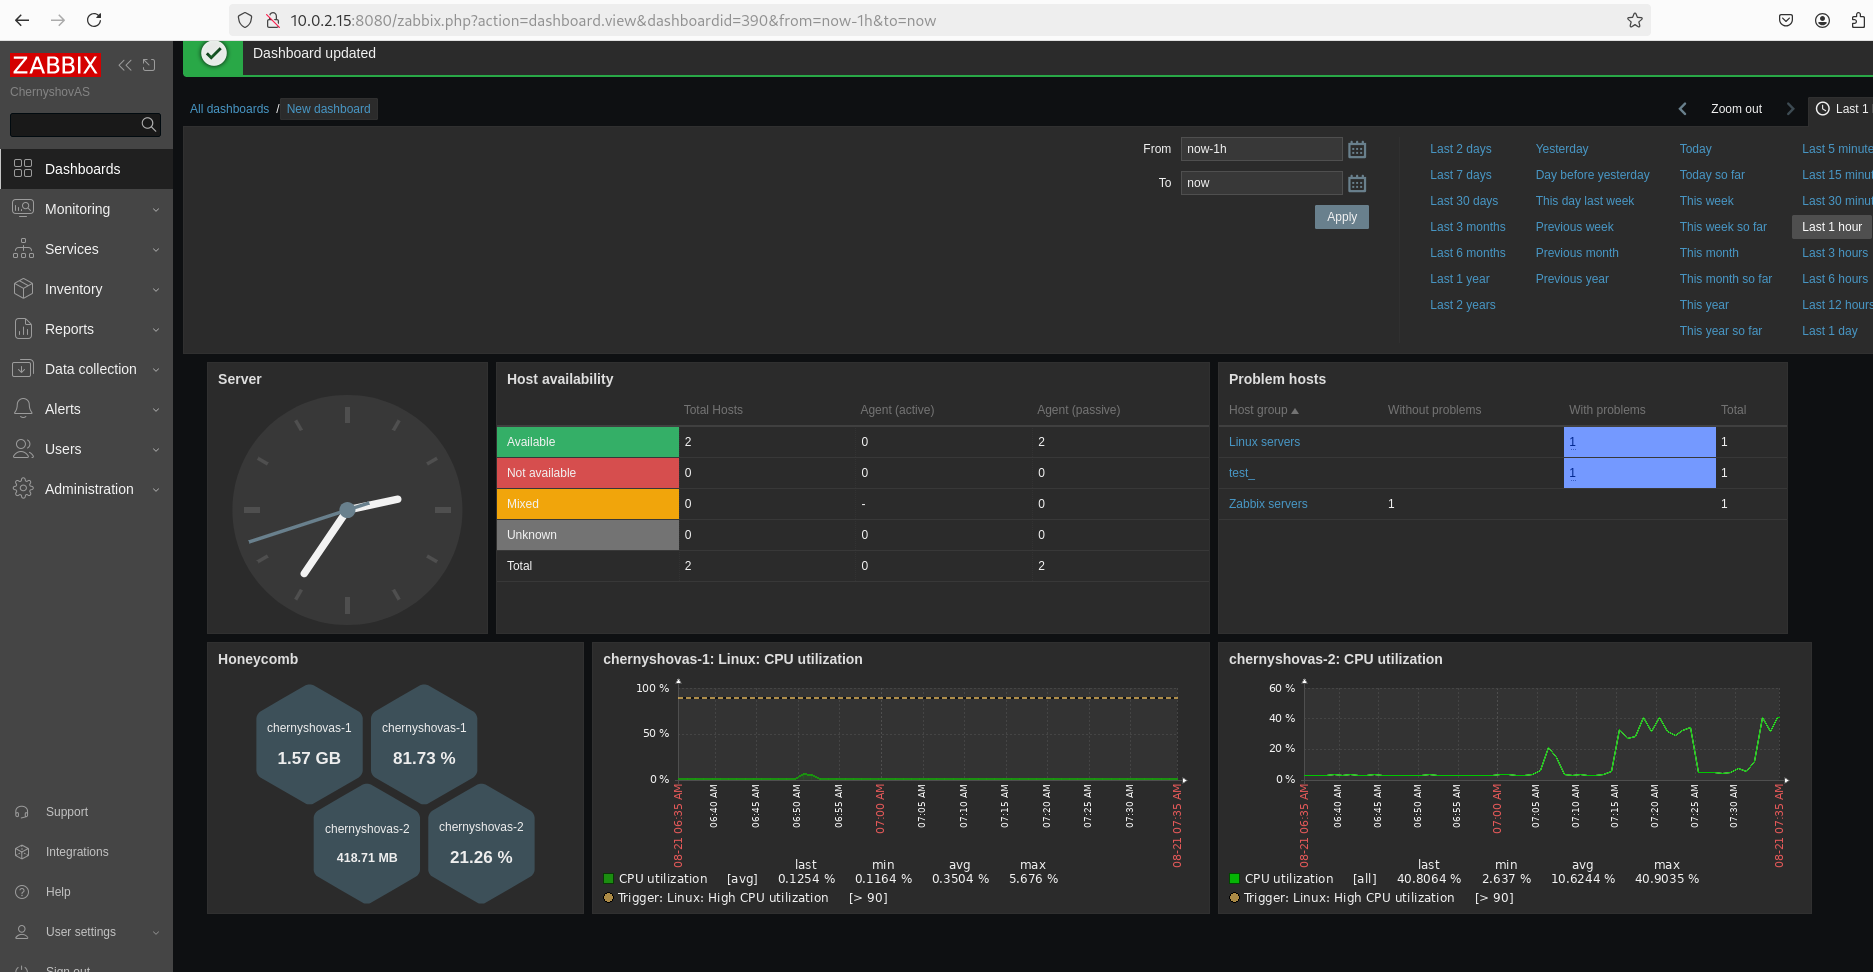 10.0.2.15:8080/zabbix.php?action=dashboard.view&dashboardid=390&from=now-1h&to=now
ZABBIX
ChernyshovAS
Dashboards
Monitoring
Services
Inventory
Reports
Data collection
Alerts
Users
Administration
Support
Integrations
Help
User settings
Sign out
Dashboard updated
All dashboards / New dashboard
Zoom out
Last 1
From now-1h
To now
Apply
Last 2 days Yesterday Today Last 5 minute
Last 7 days Day before yesterday Today so far Last 15 minut
Last 30 days This day last week This week Last 30 minut
Last 3 months Previous week This week so far Last 1 hour
Last 6 months Previous month This month Last 3 hours
Last 1 year Previous year This month so far Last 6 hours
Last 2 years This year Last 12 hours
This year so far Last 1 day
Server
Host availability
Total Hosts Agent (active) Agent (passive)
Available 2 0 2
Not available 0 0 0
Mixed 0 - 0
Unknown 0 0 0
Total 2 0 2
Problem hosts
Host group Without problems With problems Total
Linux servers 1 1
test_ 1 1
Zabbix servers 1 1
Honeycomb
chernyshovas-1
1.57 GB
chernyshovas-1
81.73 %
chernyshovas-2
418.71 MB
chernyshovas-2
21.26 %
chernyshovas-1: Linux: CPU utilization
100 %
50 %
0 %
08-21 06:35 AM 06:40 AM 06:45 AM 06:50 AM 06:55 AM 07:00 AM 07:05 AM 07:10 AM 07:15 AM 07:20 AM 07:25 AM 07:30 AM 08-21 07:35 AM
last min avg max
CPU utilization [avg] 0.1254 % 0.1164 % 0.3504 % 5.676 %
Trigger: Linux: High CPU utilization [> 90]
chernyshovas-2: CPU utilization
60 %
40 %
20 %
0 %
08-21 06:35 AM 06:40 AM 06:45 AM 06:50 AM 06:55 AM 07:00 AM 07:05 AM 07:10 AM 07:15 AM 07:20 AM 07:25 AM 07:30 AM 08-21 07:35 AM
last min avg max
CPU utilization [all] 40.8064 % 2.637 % 10.6244 % 40.9035 %
Trigger: Linux: High CPU utilization [> 90]